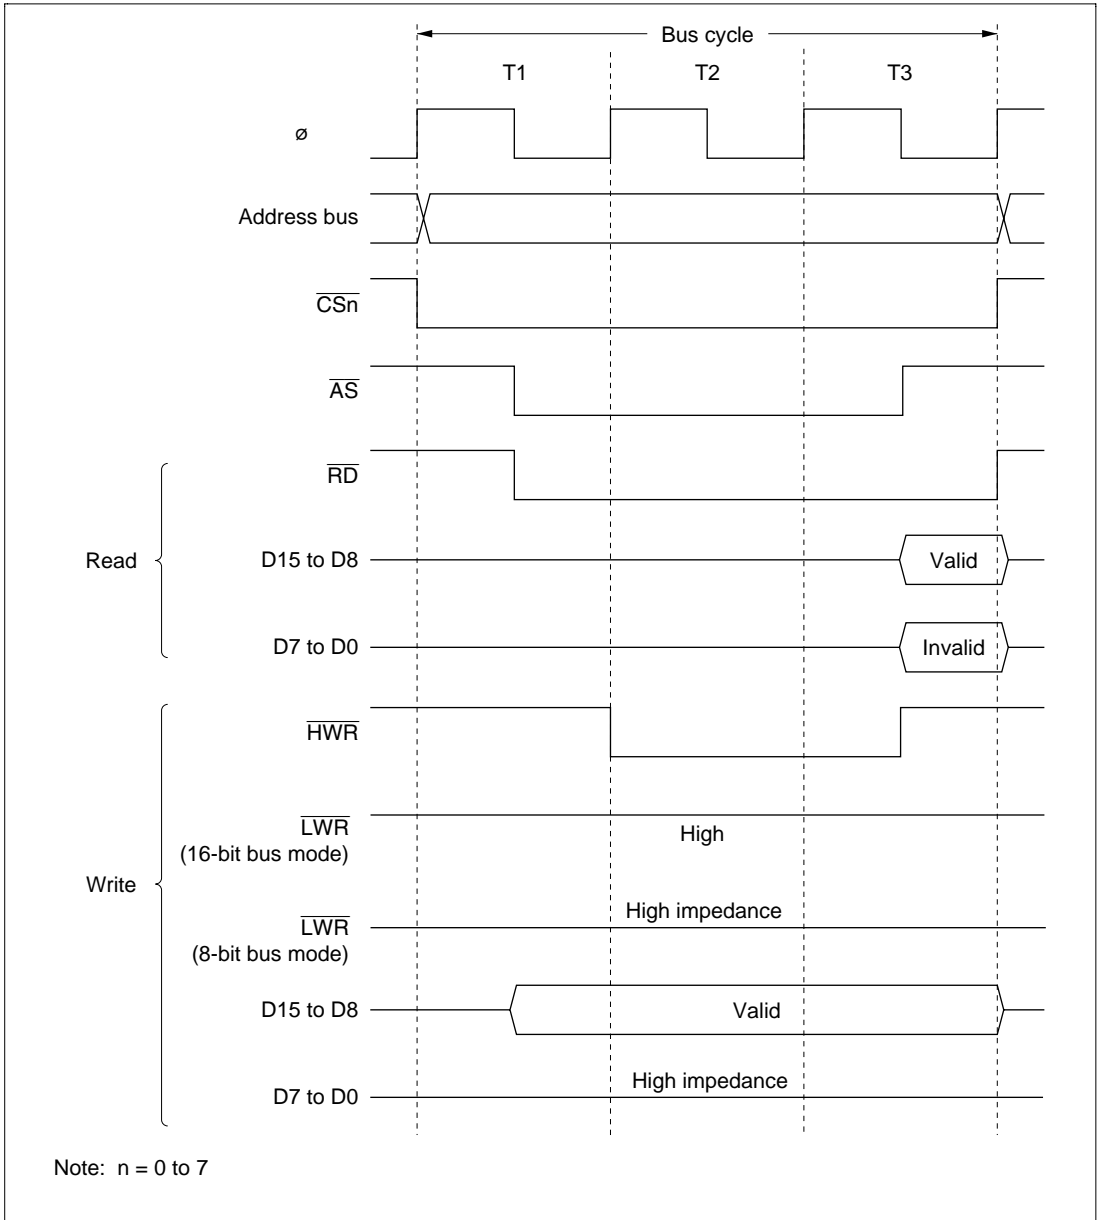 Bus cycle
T1 T2 T3
ø
Address bus
CSn
AS
RD
Read
D15 to D8
Valid
D7 to D0
Invalid
HWR
LWR
(16-bit bus mode)
High
Write
LWR
(8-bit bus mode)
High impedance
D15 to D8
Valid
D7 to D0
High impedance
Note: n = 0 to 7